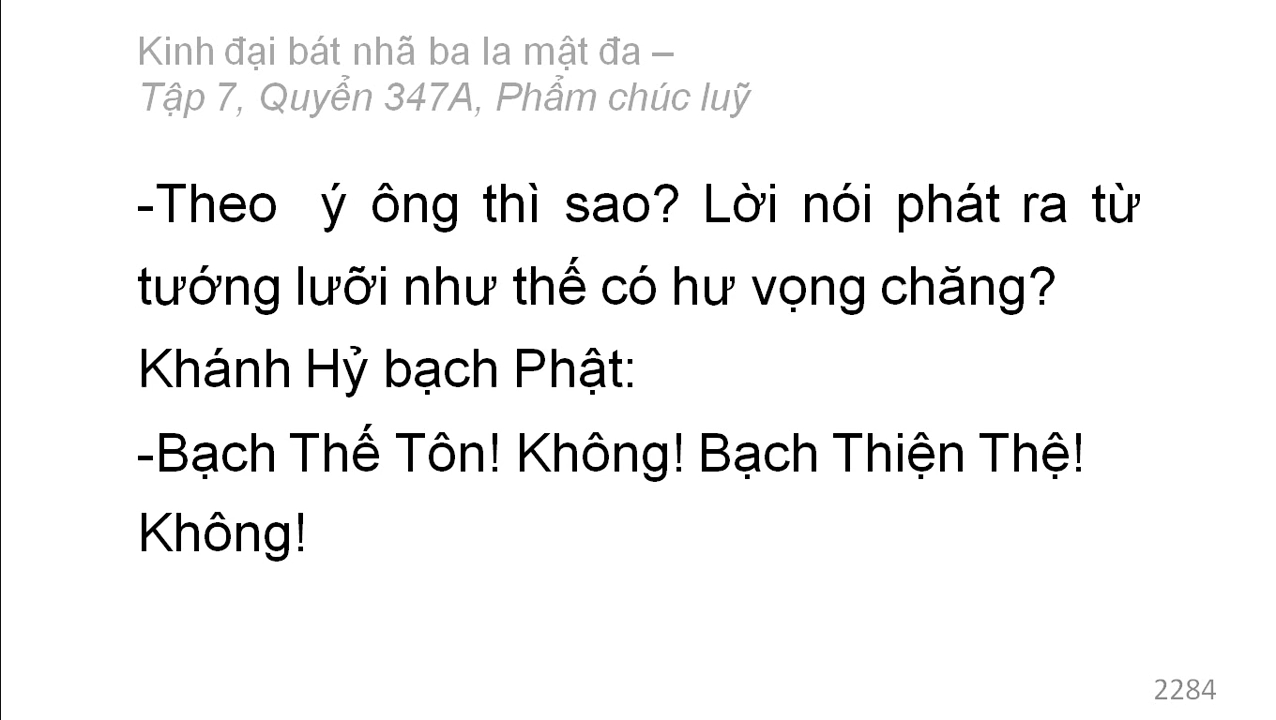 Kinh đại bát nhã ba la mật đa –
Tập 7, Quyển 347A, Phẩm chúc luỹ
-Theo ý ông thì sao? Lời nói phát ra từ
tướng lưỡi như thế có hư vọng chăng?
Khánh Hỷ bạch Phật:
-Bạch Thế Tôn! Không! Bạch Thiện Thệ!
Không!
2284